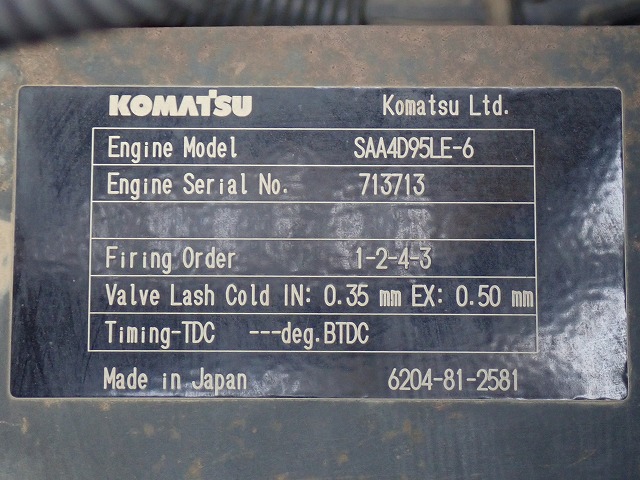 KOMATSU Komatsu Ltd.
Engine Model SAA4D95LE-6
Engine Serial No. 713713
Firing Order 1-2-4-3
Valve Lash Cold IN: 0.35 mm EX: 0.50 mm
Timing-TDC ---deg.BTDC
Made in Japan 6204-81-2581